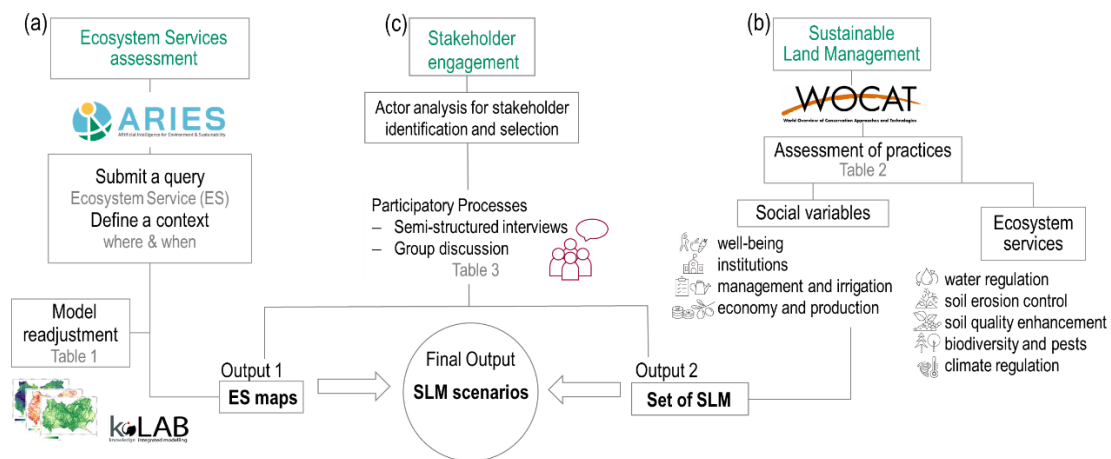 (a)
Ecosystem Services
assessment
ARIES
Artificial Intelligence for Environment & Sustainability
Submit a query
Ecosystem Service (ES)
Define a context
where & when
Model
readjustment
Table 1
k.LAB
knowledge integrated modelling
Output 1
ES maps
(c)
Stakeholder
engagement
Actor analysis for stakeholder
identification and selection
Participatory Processes
– Semi-structured interviews
– Group discussion
Table 3
Final Output
SLM scenarios
(b)
Sustainable
Land Management
WOCAT
World Overview of Conservation Approaches and Technologies
Assessment of practices
Table 2
Social variables
well-being
institutions
management and irrigation
economy and production
Ecosystem
services
water regulation
soil erosion control
soil quality enhancement
biodiversity and pests
climate regulation
Output 2
Set of SLM